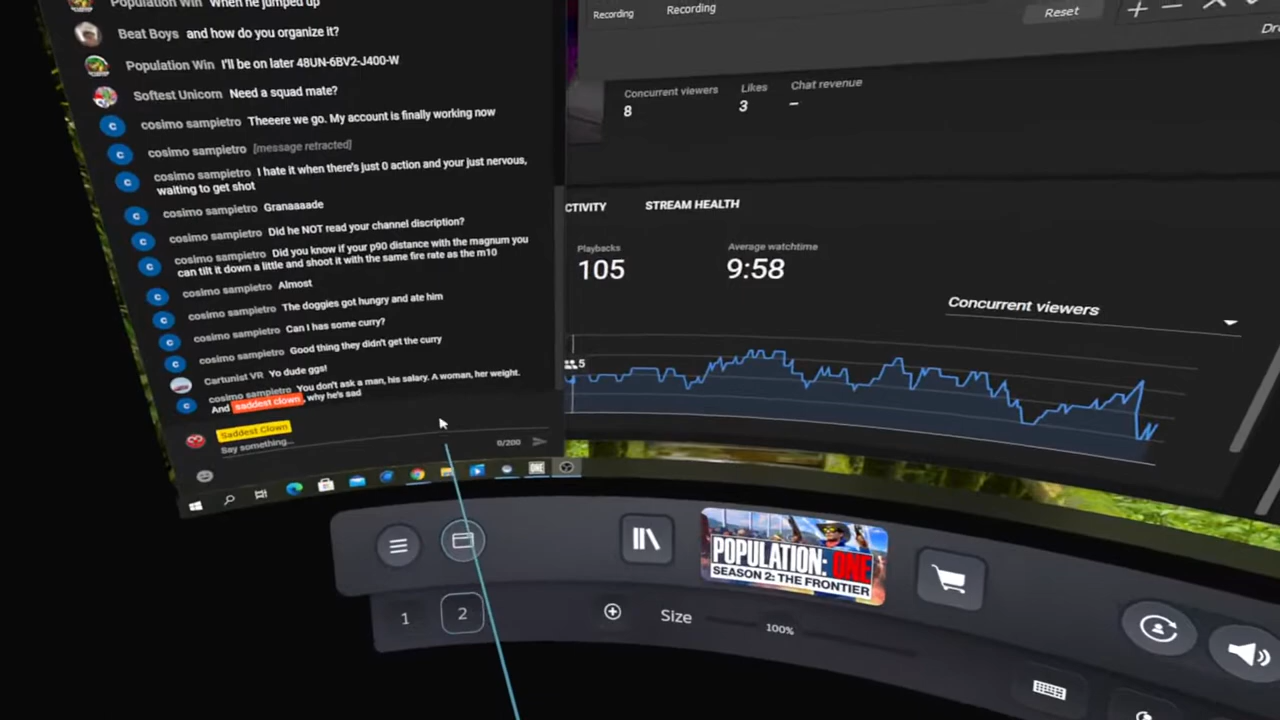 Population Win When he jumped up
Beat Boys and how do you organize it?
Population Win I'll be on later 48UN-6BV2-J400-W
Softest Unicorn Need a squad mate?
cosimo sampietro Theeere we go. My account is finally working now
cosimo sampietro [message retracted]
cosimo sampietro I hate it when there's just 0 action and your just nervous,
waiting to get shot
cosimo sampietro Granaaaade
cosimo sampietro Did he NOT read your channel discription?
cosimo sampietro Did you know if your p90 distance with the magnum you
can tilt it down a little and shoot it with the same fire rate as the m10
cosimo sampietro Almost
cosimo sampietro The doggies got hungry and ate him
cosimo sampietro Can I has some curry?
cosimo sampietro Good thing they didn't get the curry
Cartunist VR Yo dude ggs!
cosimo sampietro You don't ask a man, his salary. A woman, her weight.
And saddest clown, why he's sad
Saddest Clown
Say something...
0/200
Recording
Recording
Reset
Concurrent viewers
8
Likes
3
Chat revenue
–
CTIVITY
STREAM HEALTH
Playbacks
105
Average watchtime
9:58
Concurrent viewers
5
ONE
POPULATION: ONE
SEASON 2: THE FRONTIER
1
2
Size
100%